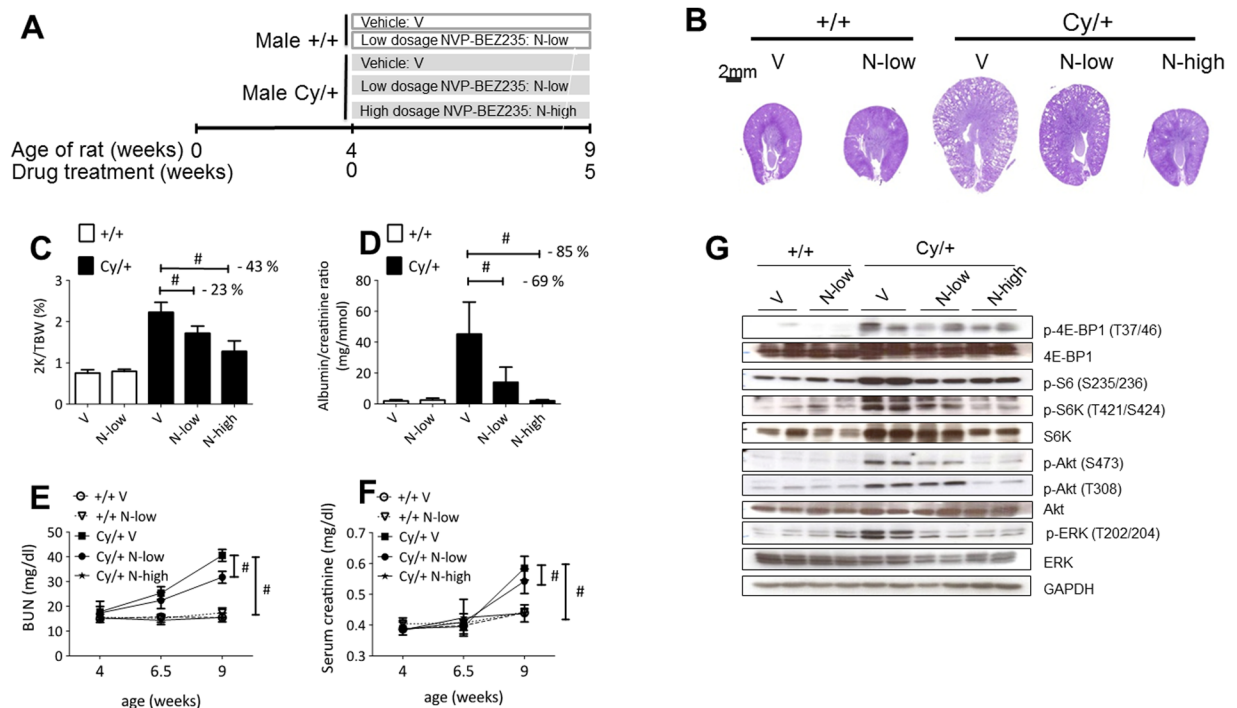 A
Vehicle: V
Low dosage NVP-BEZ235: N-low
Male +/+
Vehicle: V
Low dosage NVP-BEZ235: N-low
High dosage NVP-BEZ235: N-high
Male Cy/+
Age of rat (weeks) 0 4 9
Drug treatment (weeks) 0 5
B
+/+ Cy/+
V N-low V N-low N-high
2mm
C
+/+
Cy/+
#
- 43 %
#
- 23 %
2K/TBW (%)
3
2
1
0
V N-low V N-low N-high
D
+/+
Cy/+
#
- 85 %
#
- 69 %
Albumin/creatinine ratio
(mg/mmol)
80
60
40
20
0
V N-low V N-low N-high
E
+/+ V
+/+ N-low
Cy/+ V
Cy/+ N-low
Cy/+ N-high
BUN (mg/dl)
50
40
30
20
10
0
#
#
4 6.5 9
age (weeks)
F
+/+ V
+/+ N-low
Cy/+ V
Cy/+ N-low
Cy/+ N-high
Serum creatinine (mg/dl)
0.6
0.5
0.4
0.3
#
#
4 6.5 9
age (weeks)
G
+/+ Cy/+
V N-low V N-low N-high
p-4E-BP1 (T37/46)
4E-BP1
p-S6 (S235/236)
p-S6K (T421/S424)
S6K
p-Akt (S473)
p-Akt (T308)
Akt
p-ERK (T202/204)
ERK
GAPDH